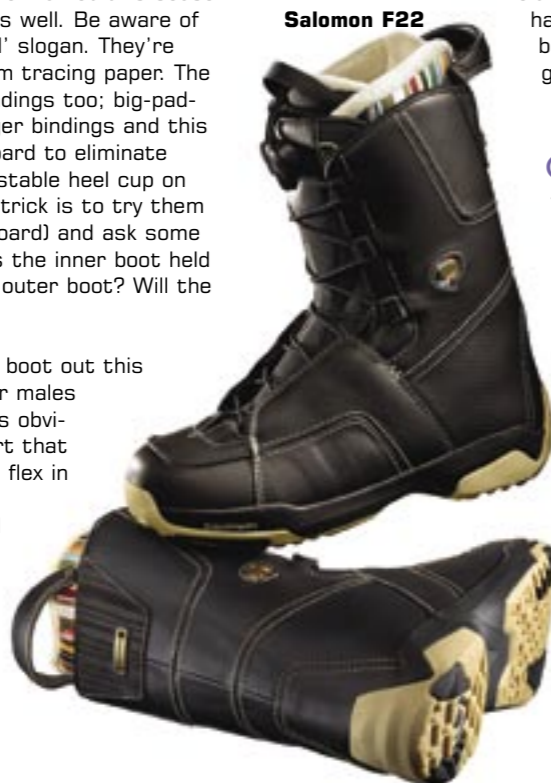 s well. Be aware of
' slogan. They're
m tracing paper. The
dings too; big-pad-
er bindings and this
ard to eliminate
stable heel cup on
trick is to try them
oard) and ask some
s the inner boot held
outer boot? Will the
boot out this
r males
s obvi-
rt that
flex in
Salomon F22
ha
b
g